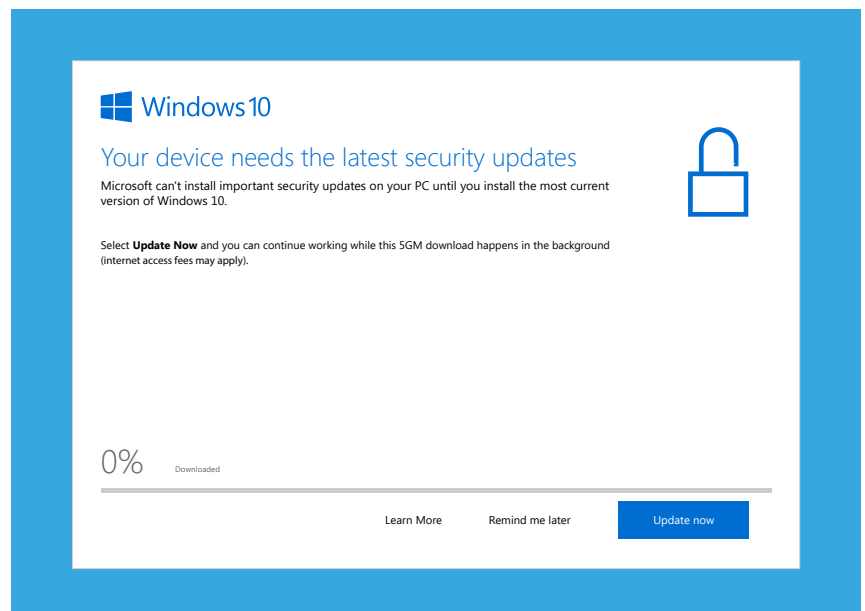 Windows 10
Your device needs the latest security updates
Microsoft can't install important security updates on your PC until you install the most current
version of Windows 10.
Select Update Now and you can continue working while this 5GM download happens in the background
(internet access fees may apply).
0% Downloaded
Learn More Remind me later Update now